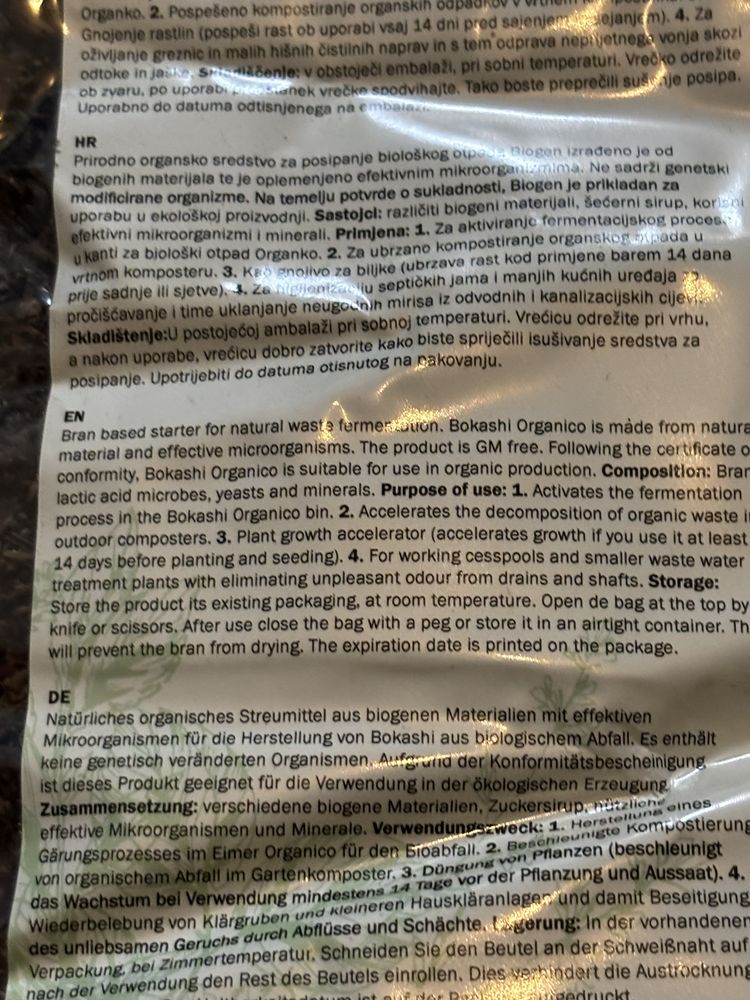 Organko. 2. Pospešeno kompostiranje organskih odpadkov v vrtnem
Gnojenje rastlin (pospeši rast ob uporabi vsaj 14 dni pred sajenjem sejanjem). 4. Za
oživljanje greznic in malih hišnih čistilnih naprav in s tem odprava neprijetnega vonja skozi
odtoke in jaške. Skladiščenje: v obstoječi embalaži, pri sobni temperaturi. Vrečko odrežite
ob zvaru, po uporabi vrečke spodvihajte. Tako boste preprečili posipa.
Uporabno do datuma odtisnjenega na embalaži.
HR
Prirodno organsko sredstvo za posipanje biološkog otpada Biogen izrađeno je od
biogenih materijala te je oplemenjeno efektivnim mikroorganizmima. Ne sadrži genetski
modificirane organizme. Na temelju potvrde o sukladnosti, Biogen je prikladan za
uporabu u ekološkoj proizvodnji. Sastojci: različiti biogeni materijali, šećerni sirup, korisni
efektivni mikroorganizmi i minerali. Primjena: 1. Za aktiviranje fermentacijskog procesa
u kanti za biološki otpad Organko. 2. Za ubrzano kompostiranje organskog otpada u
vrtnom komposteru. 3. Kao gnojivo za biljke (ubrzava rast kod primjene barem 14 dana
prije sadnje ili sjetve). 4. Za higijenizaciju septičkih jama i manjih kućnih uređaja za
pročišćavanje i time uklanjanje neugodnih mirisa iz odvodnih i kanalizacijskih cijevi.
Skladištenje:U postojećoj ambalaži pri sobnoj temperaturi. Vrećicu odrežite pri vrhu,
a nakon uporabe, vrećicu dobro zatvorite kako biste spriječili isušivanje sredstva za
posipanje. Upotrijebiti do datuma otisnutog na pakovanju.
EN
Bran based starter for natural waste fermentation. Bokashi Organico is made from natura
material and effective microorganisms. The product is GM free. Following the certificate o
conformity, Bokashi Organico is suitable for use in organic production. Composition: Bran
lactic acid microbes, yeasts and minerals. Purpose of use: 1. Activates the fermentation
process in the Bokashi Organico bin. 2. Accelerates the decomposition of organic waste i
outdoor composters. 3. Plant growth accelerator (accelerates growth if you use it at least
14 days before planting and seeding). 4. For working cesspools and smaller waste water
treatment plants with eliminating unpleasant odour from drains and shafts. Storage:
Store the product its existing packaging, at room temperature. Open de bag at the top by
knife or scissors. After use close the bag with a peg or store it in an airtight container. Th
will prevent the bran from drying. The expiration date is printed on the package.
DE
Natürliches organisches Streumittel aus biogenen Materialien mit effektiven
Mikroorganismen für die Herstellung von Bokashi aus biologischem Abfall. Es enthält
keine genetisch veränderten Organismen. Aufgrund der Konformitätsbescheinigung
ist dieses Produkt geeignet für die Verwendung in der ökologischen Erzeugung
Zusammensetzung: verschiedene biogene Materialien, Zuckersirup, nützliche
effektive Mikroorganismen und Minerale. Verwendungszweck: 1. Herstellung eines
Gärungsprozesses im Eimer Organico für den Bioabfall. 2. Beschleunigte Kompostierung
von organischem Abfall im Gartenkomposter. 3. Düngung von Pflanzen (beschleunigt
das Wachstum bei Verwendung mindestens 14 Tage vor der Pflanzung und Aussaat). 4.
Wiederbelebung von Klärgruben und kleineren Hauskläranlagen und damit Beseitigung
des unliebsamen Geruchs durch Abflüsse und Schächte. Lagerung: In der vorhandenen
Verpackung, bei Zimmertemperatur. Schneiden Sie den Beutel an der Schweißnaht auf
nach der Verwendung den Rest des Beutels einrollen. Dies verhindert die Austrocknung